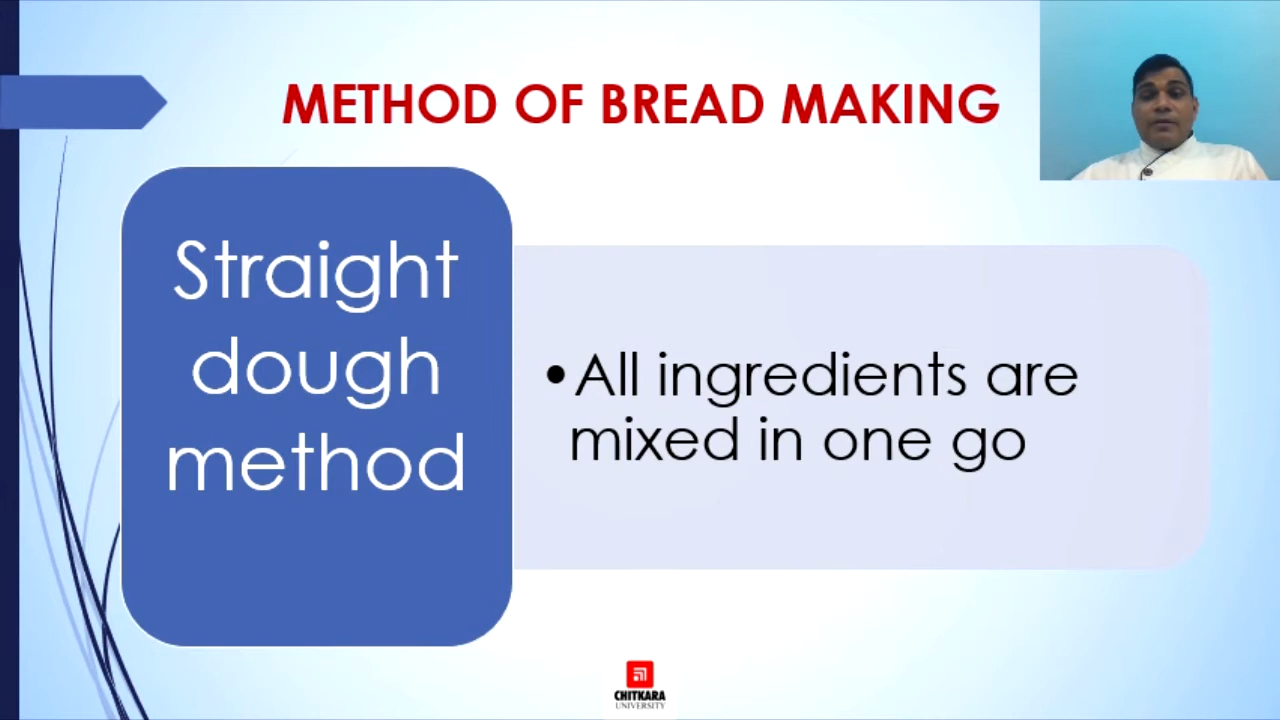 METHOD OF BREAD MAKING
Straight
dough
method
•All ingredients are
mixed in one go
CHITKARA
UNIVERSITY